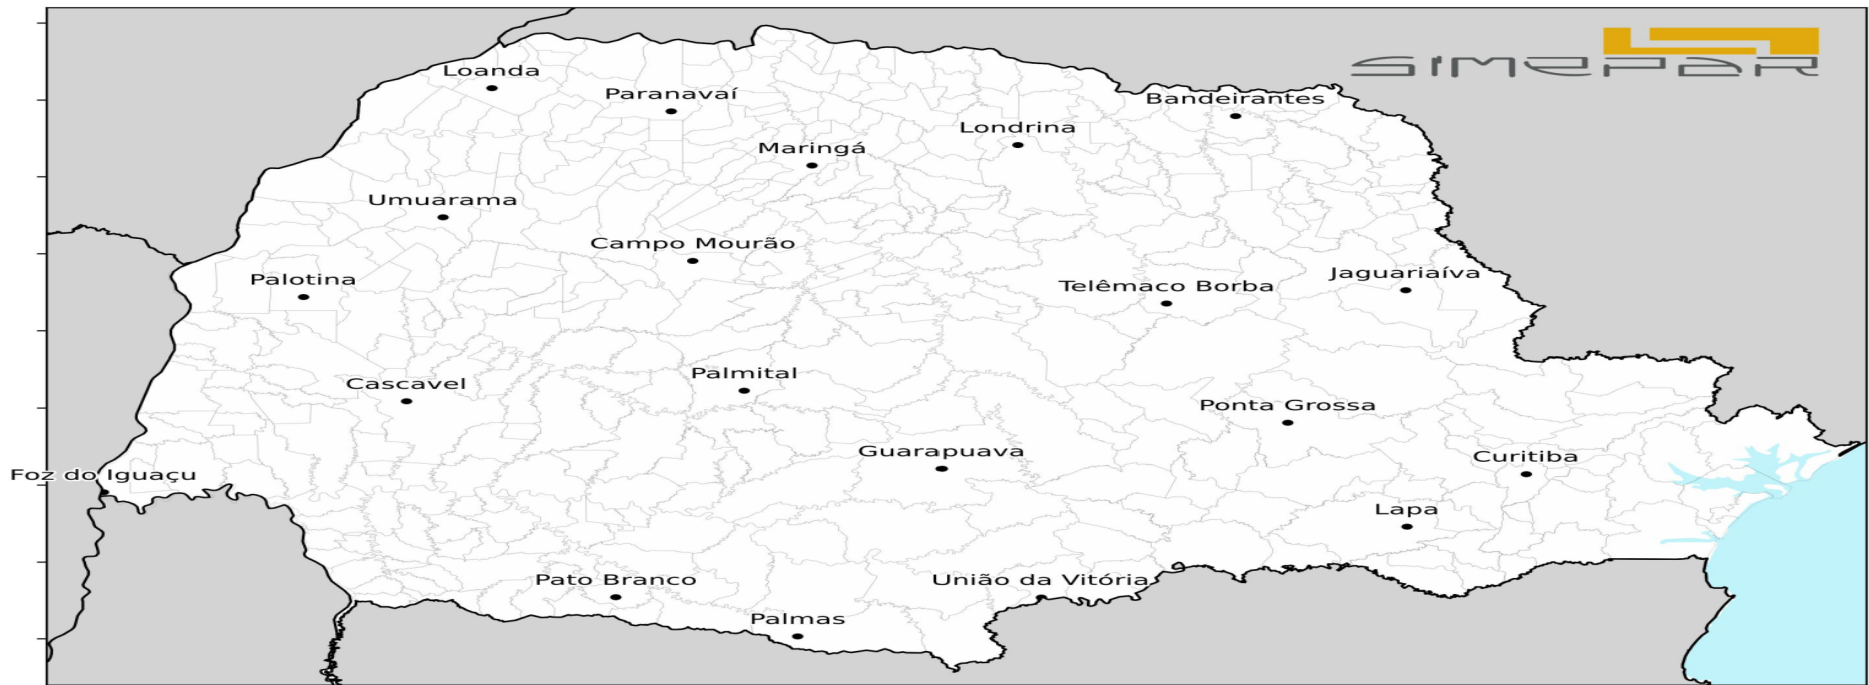 SIMEPAR
Loanda
Paranavaí
Bandeirantes
Londrina
Maringá
Umuarama
Campo Mourão
Jaguariaíva
Palotina
Telêmaco Borba
Palmital
Cascavel
Ponta Grossa
Guarapuava
Curitiba
Foz do Iguaçu
Lapa
Pato Branco
União da Vitória
Palmas